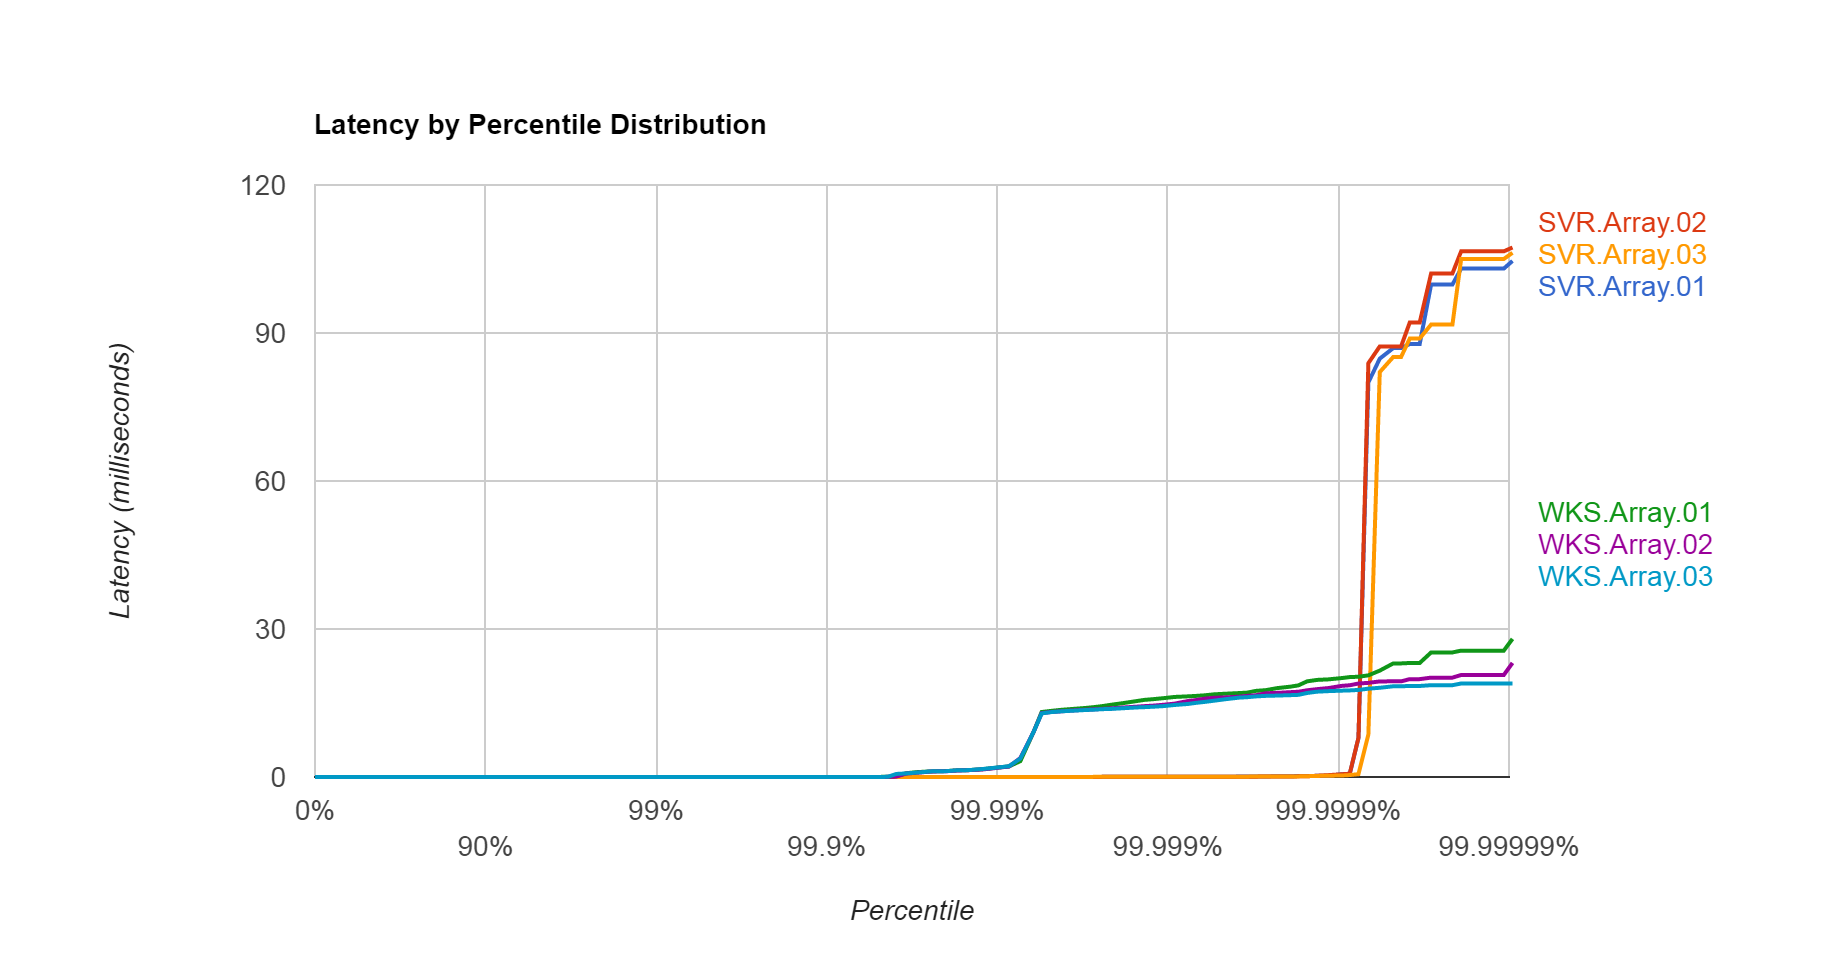 Latency by Percentile Distribution
Latency (milliseconds)
120
90
60
30
0
SVR.Array.02
SVR.Array.03
SVR.Array.01
WKS.Array.01
WKS.Array.02
WKS.Array.03
0%
90%
99%
99.9%
99.99%
99.999%
99.9999%
99.99999%
Percentile